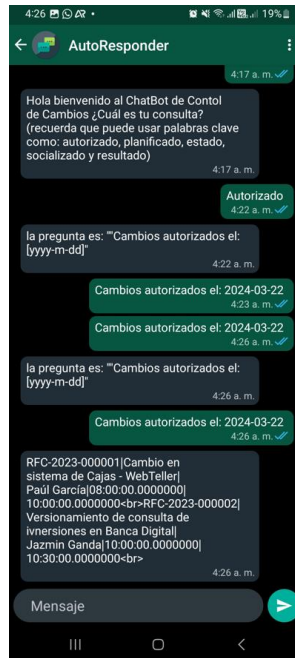 4:26
19%
AutoResponder
4:17 a. m.
Hola bienvenido al ChatBot de Contol
de Cambios ¿Cuál es tu consulta?
(recuerda que puede usar palabras clave
como: autorizado, planificado, estado,
socializado y resultado)
4:17 a. m.
Autorizado
4:22 a. m.
la pregunta es: ""Cambios autorizados el:
[yyyy-m-dd]"
4:22 a. m.
Cambios autorizados el: 2024-03-22
4:23 a. m.
Cambios autorizados el: 2024-03-22
4:26 a. m.
la pregunta es: ""Cambios autorizados el:
[yyyy-m-dd]"
4:26 a. m.
Cambios autorizados el: 2024-03-22
4:26 a. m.
RFC-2023-000001|Cambio en
sistema de Cajas - WebTeller|
Paúl García|08:00:00.0000000|
10:00:00.0000000<br>RFC-2023-000002|
Versionamiento de consulta de
ivnersiones en Banca Digital|
Jazmin Ganda|10:00:00.0000000|
10:30:00.0000000<br>
4:26 a. m.
Mensaje